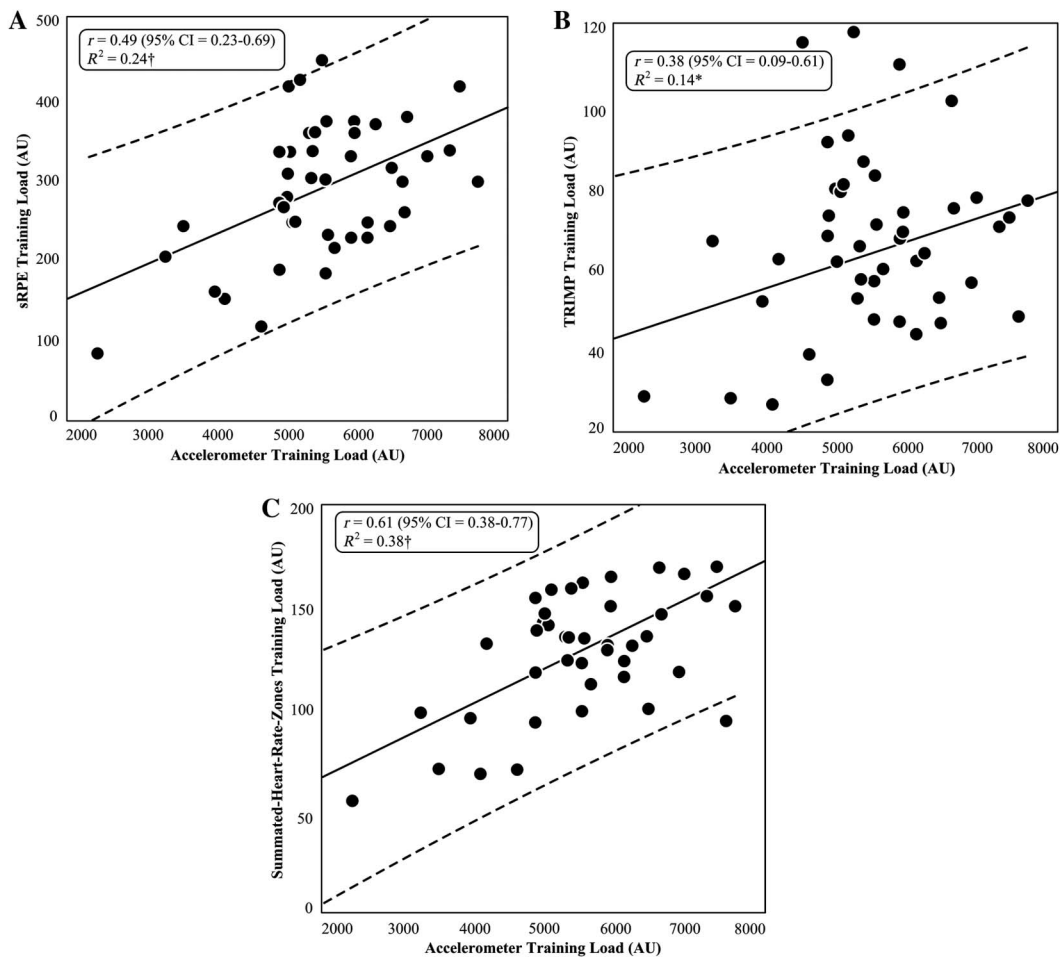 A
r = 0.49 (95% CI = 0.23-0.69)
R² = 0.24†
sRPE Training Load (AU)
500
400
300
200
100
0
2000 3000 4000 5000 6000 7000 8000
Accelerometer Training Load (AU)
B
r = 0.38 (95% CI = 0.09-0.61)
R² = 0.14*
TRIMP Training Load (AU)
120
100
80
60
40
20
2000 3000 4000 5000 6000 7000 8000
Accelerometer Training Load (AU)
C
r = 0.61 (95% CI = 0.38-0.77)
R² = 0.38†
Summated-Heart-Rate-Zones Training Load (AU)
200
150
100
50
0
2000 3000 4000 5000 6000 7000 8000
Accelerometer Training Load (AU)